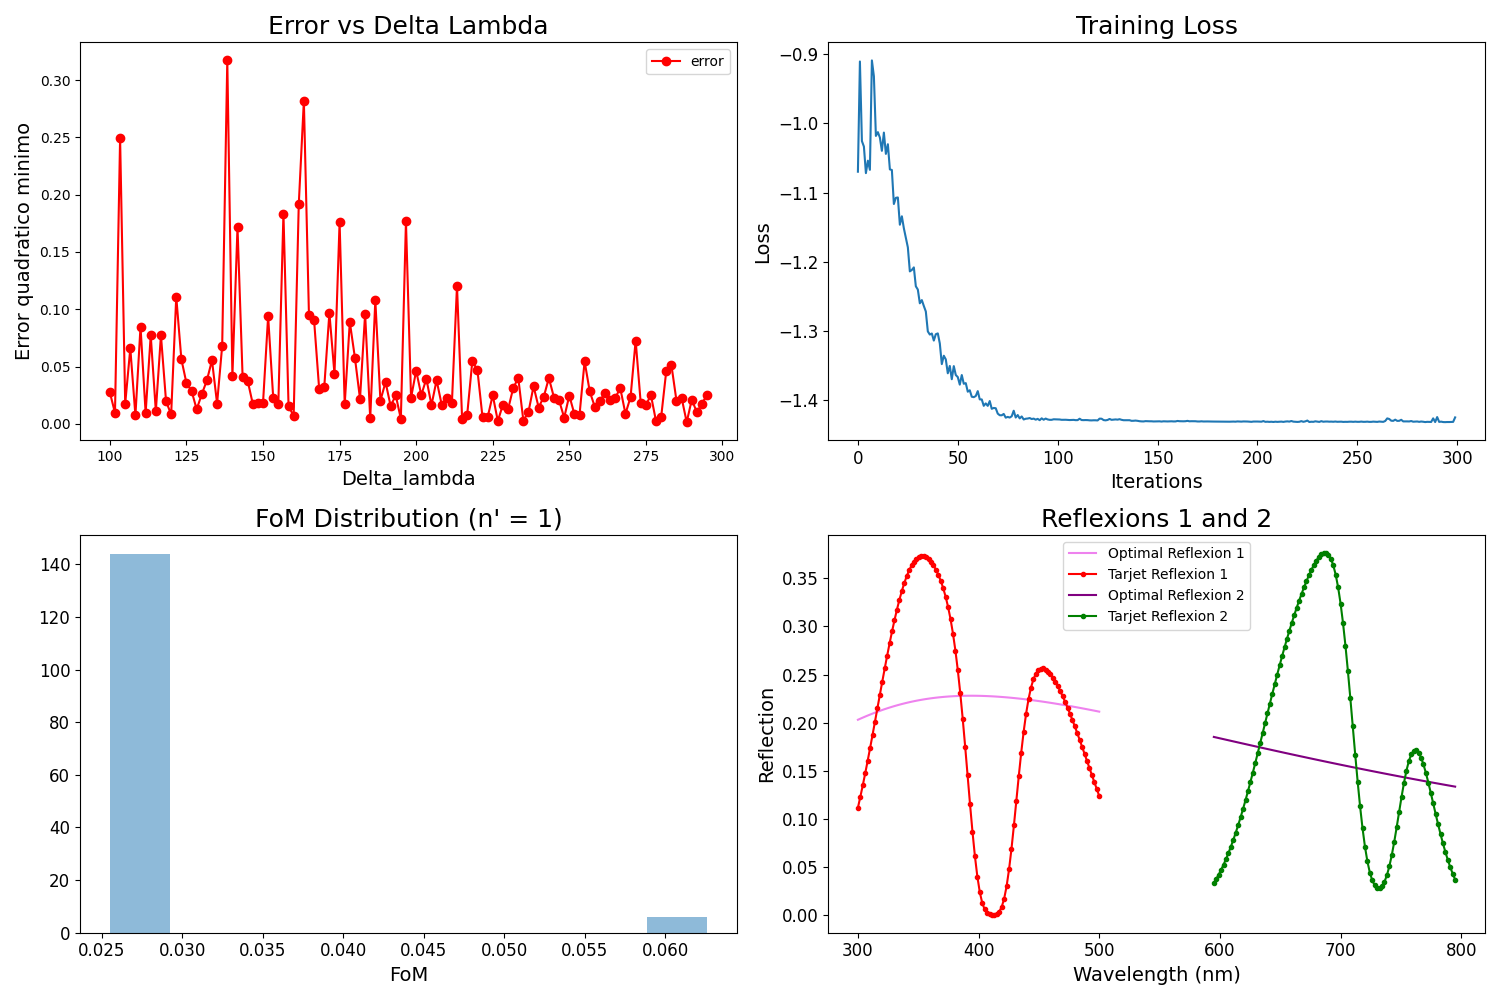 Error vs Delta Lambda
error
Error quadratico minimo
0.30
0.25
0.20
0.15
0.10
0.05
0.00
100 125 150 175 200 225 250 275 300
Delta_lambda
Training Loss
Loss
−0.9
−1.0
−1.1
−1.2
−1.3
−1.4
0 50 100 150 200 250 300
Iterations
FoM Distribution (n' = 1)
140
120
100
80
60
40
20
0
0.025 0.030 0.035 0.040 0.045 0.050 0.055 0.060
FoM
Reflexions 1 and 2
Optimal Reflexion 1
Tarjet Reflexion 1
Optimal Reflexion 2
Tarjet Reflexion 2
Reflection
0.35
0.30
0.25
0.20
0.15
0.10
0.05
0.00
300 400 500 600 700 800
Wavelength (nm)